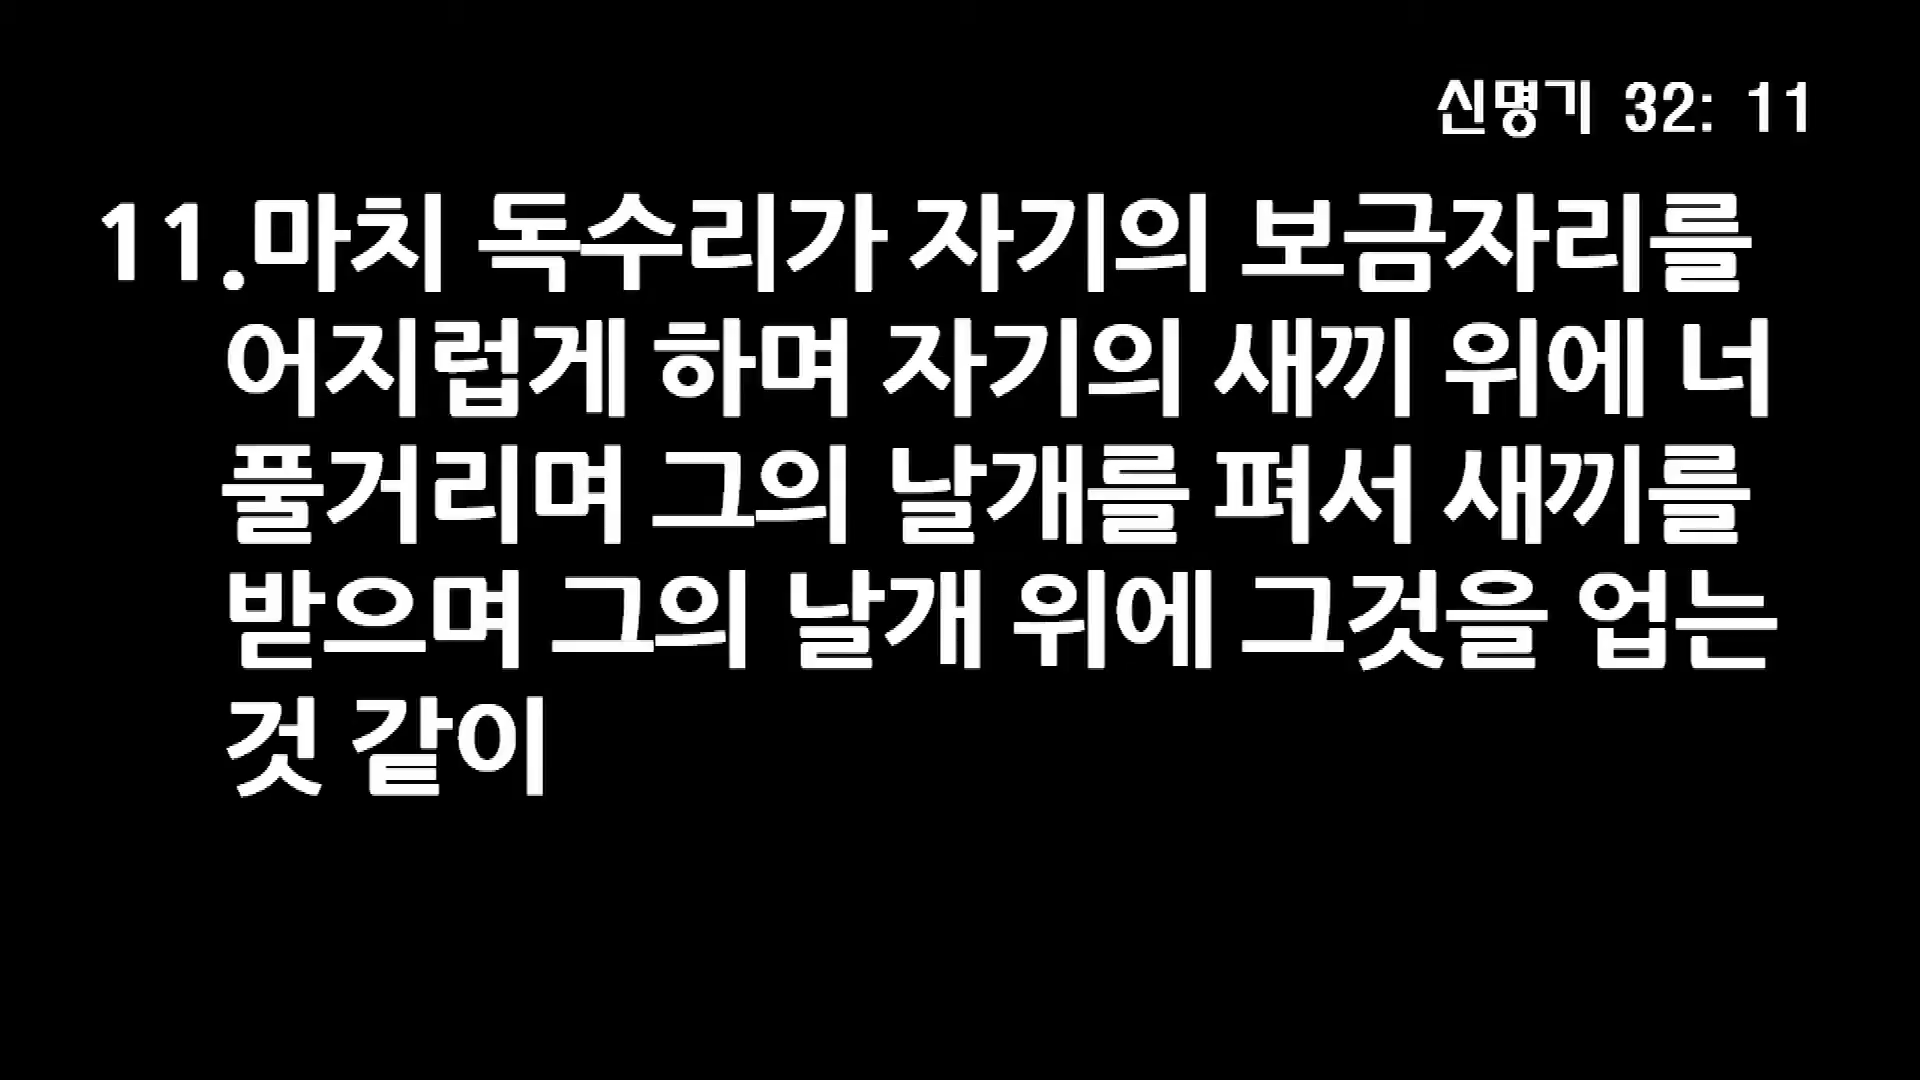 신명기 32: 11
11.마치 독수리가 자기의 보금자리를
어지럽게 하며 자기의 새끼 위에 너
풀거리며 그의 날개를 펴서 새끼를
받으며 그의 날개 위에 그것을 업는
것 같이